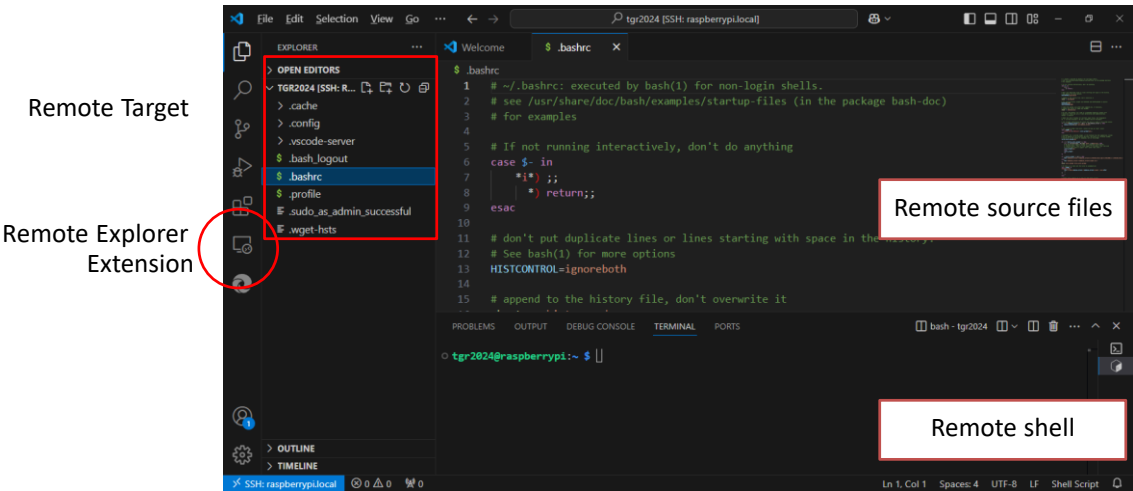 File Edit Selection View Go ··· tgr2024 [SSH: raspberrypi.local]
EXPLORER ···
Welcome $ .bashrc
OPEN EDITORS
TGR2024 [SSH: R...
.cache
.config
.vscode-server
$ .bash_logout
$ .bashrc
$ .profile
.sudo_as_admin_successful
.wget-hsts
OUTLINE
TIMELINE
Remote Target
Remote Explorer
Extension
$ .bashrc
1 # ~/.bashrc: executed by bash(1) for non-login shells.
2 # see /usr/share/doc/bash/examples/startup-files (in the package bash-doc)
3 # for examples
4
5 # If not running interactively, don't do anything
6 case $- in
7 *i*) ;;
8 *) return;;
9 esac
10
11 # don't put duplicate lines or lines starting with space in the history.
12 # See bash(1) for more options
13 HISTCONTROL=ignoreboth
14
15 # append to the history file, don't overwrite it
Remote source files
PROBLEMS OUTPUT DEBUG CONSOLE TERMINAL PORTS bash - tgr2024 ···
tgr2024@raspberrypi:~ $
Remote shell
1
SSH: raspberrypi.local 0 0 0 Ln 1, Col 1 Spaces: 4 UTF-8 LF Shell Script